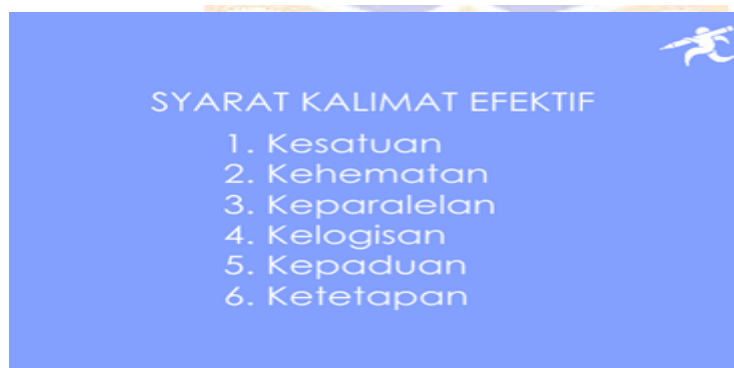 SYARAT KALIMAT EFEKTIF
1. Kesatuan
2. Kehematan
3. Keparalelan
4. Kelogisan
5. Kepaduan
6. Ketetapan